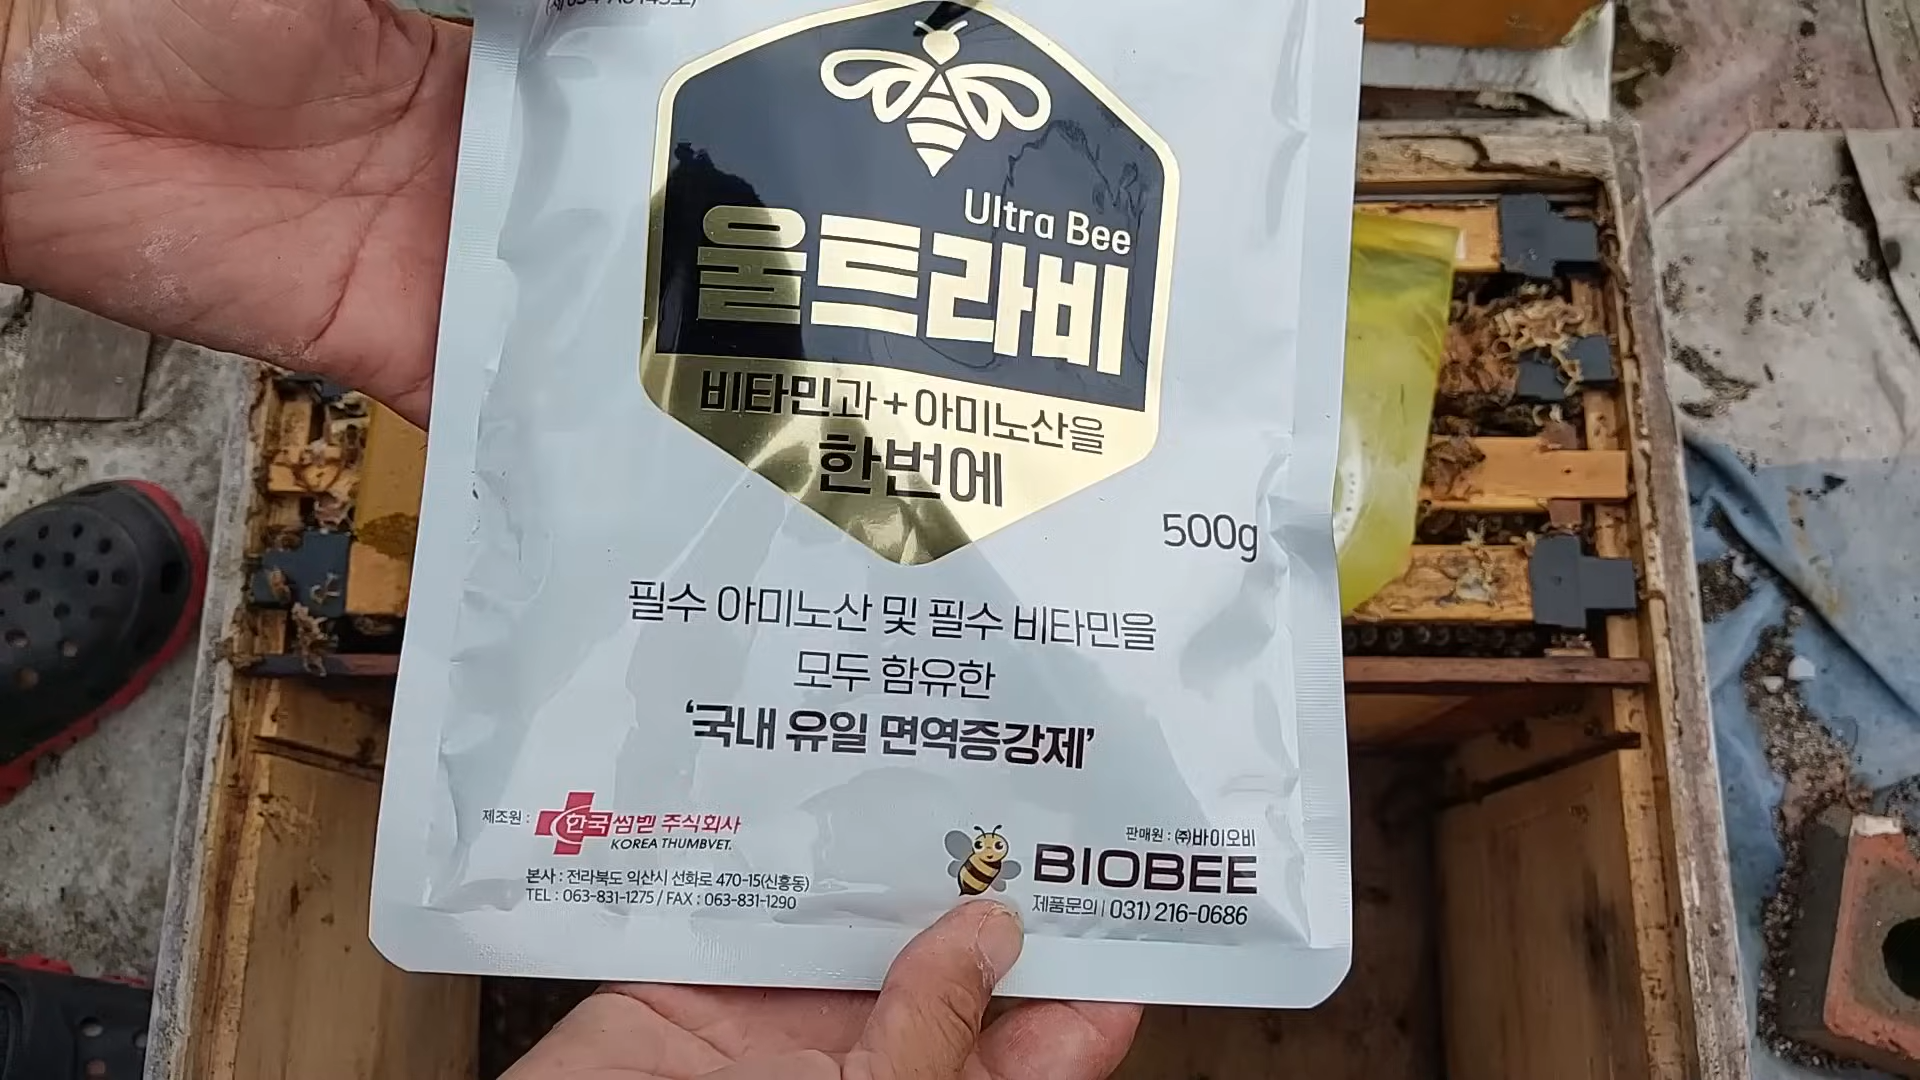 Ultra Bee
울트라비
비타민과+아미노산을
한번에
500g
필수 아미노산 및 필수 비타민을
모두 함유한
‘국내 유일 면역증강제’
제조원 : 한국썸벧 주식회사
KOREA THUMBVET.
본사 : 전라북도 익산시 선화로 470-15(신흥동)
TEL : 063-831-1275 / FAX : 063-831-1290
판매원 : ㈜바이오비
BIOBEE
제품문의 | 031) 216-0686